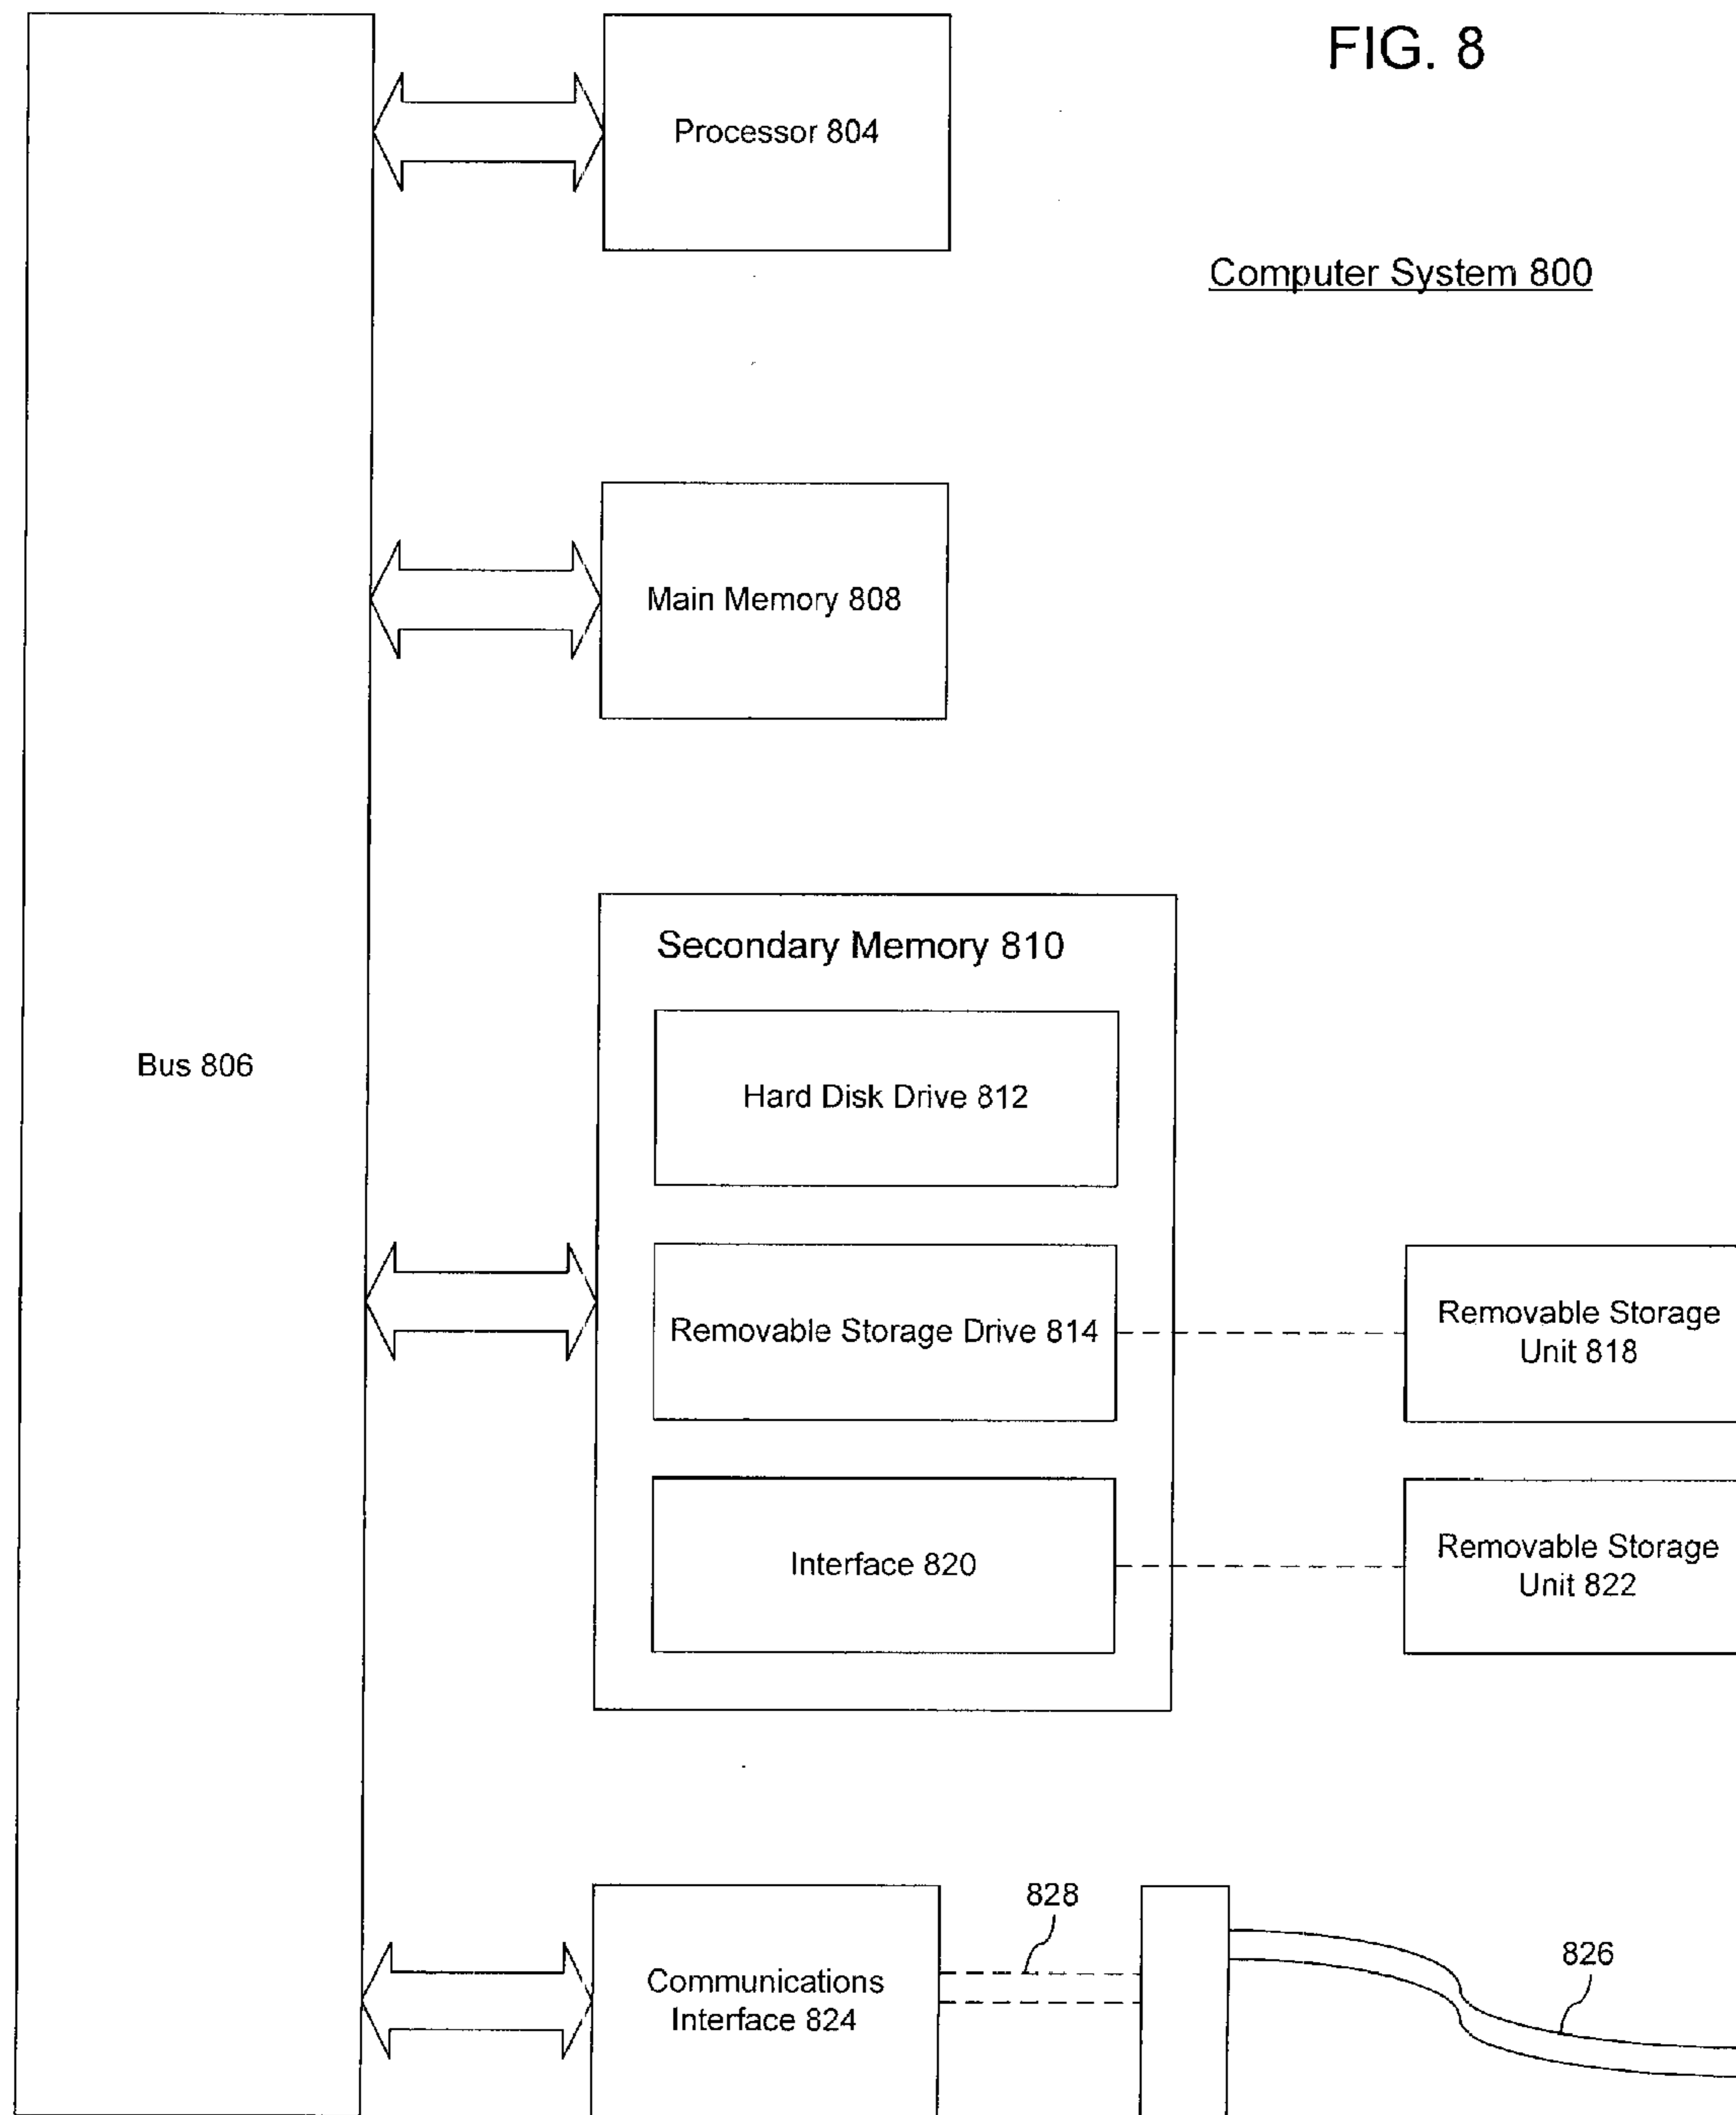 FIG. 8
Processor 804
Computer System 800
Main Memory 808
Secondary Memory 810
Bus 806
Hard Disk Drive 812
Removable Storage Drive 814
Removable Storage
Unit 818
Interface 820
Removable Storage
Unit 822
828
826
Communications
Interface 824